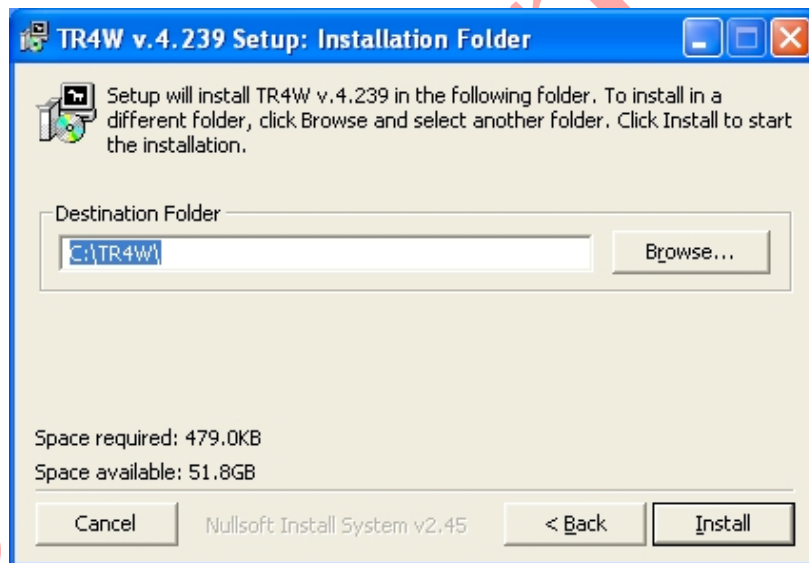 TR4W v.4.239 Setup: Installation Folder
Setup will install TR4W v.4.239 in the following folder. To install in a
different folder, click Browse and select another folder. Click Install to start
the installation.
Destination Folder
C:\TR4W\
Browse...
Space required: 479.0KB
Space available: 51.8GB
Cancel
Nullsoft Install System v2.45
< Back
Install